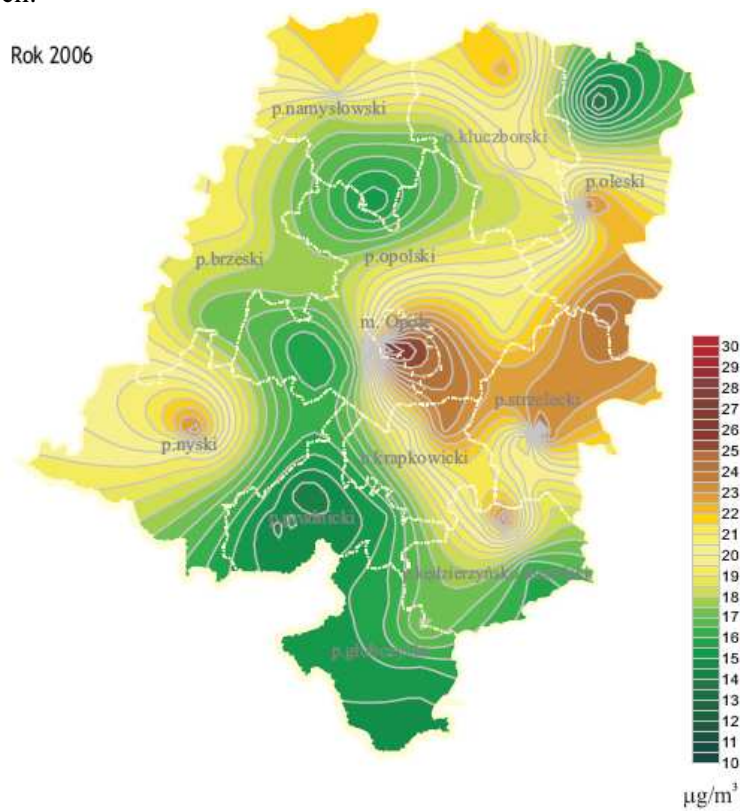 Rok 2006
p.namysłowski
p.kluczborski
p.oleski
p.brzeski
p.opolski
m. Opole
p.strzelecki
p.nyski
p.krapkowicki
p.prudnicki
p.głubczycki
30
29
28
27
26
25
24
23
22
21
20
19
18
17
16
15
14
13
12
11
10
µg/m³